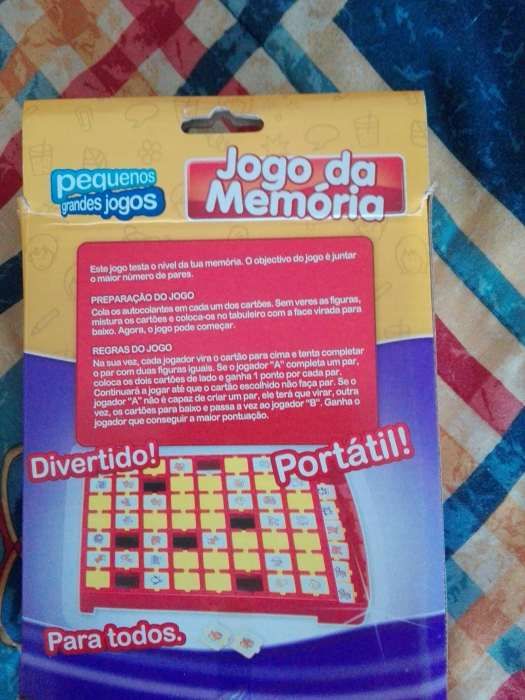 pequenos
grandes jogos
Jogo da
Memória
Este jogo testa o nível da tua memória. O objectivo do jogo é juntar
o maior número de pares.
PREPARAÇÃO DO JOGO
Cola os autocolantes em cada um dos cartões. Sem veres as figuras,
mistura os cartões e coloca-os no tabuleiro com a face virada para
baixo. Agora, o jogo pode começar.
REGRAS DO JOGO
Na sua vez, cada jogador vira o cartão para cima e tenta completar
o par com duas figuras iguais. Se o jogador "A" completa um par,
coloca os dois cartões de lado e ganha 1 ponto por cada par.
Continuará a jogar até que o cartão escolhido não faça par. Se o
jogador "A" não é capaz de criar um par, ele terá que virar, outra
vez, os cartões para baixo e passa a vez ao jogador "B". Ganha o
jogador que conseguir a maior pontuação.
Divertido!
Portátil!
Para todos.